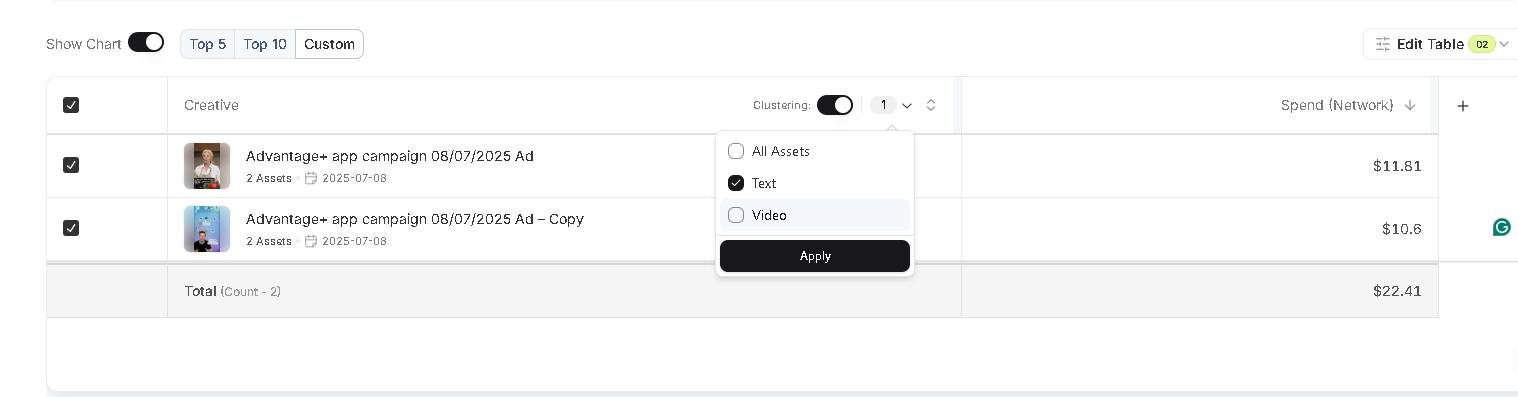 Show Chart Top 5 Top 10 Custom Edit Table 02
Creative Clustering: 1 Spend (Network)
All Assets
Advantage+ app campaign 08/07/2025 Ad
2 Assets 2025-07-08
$11.81
Text
Video
Advantage+ app campaign 08/07/2025 Ad – Copy
2 Assets 2025-07-08
$10.6
Apply
Total (Count - 2) $22.41